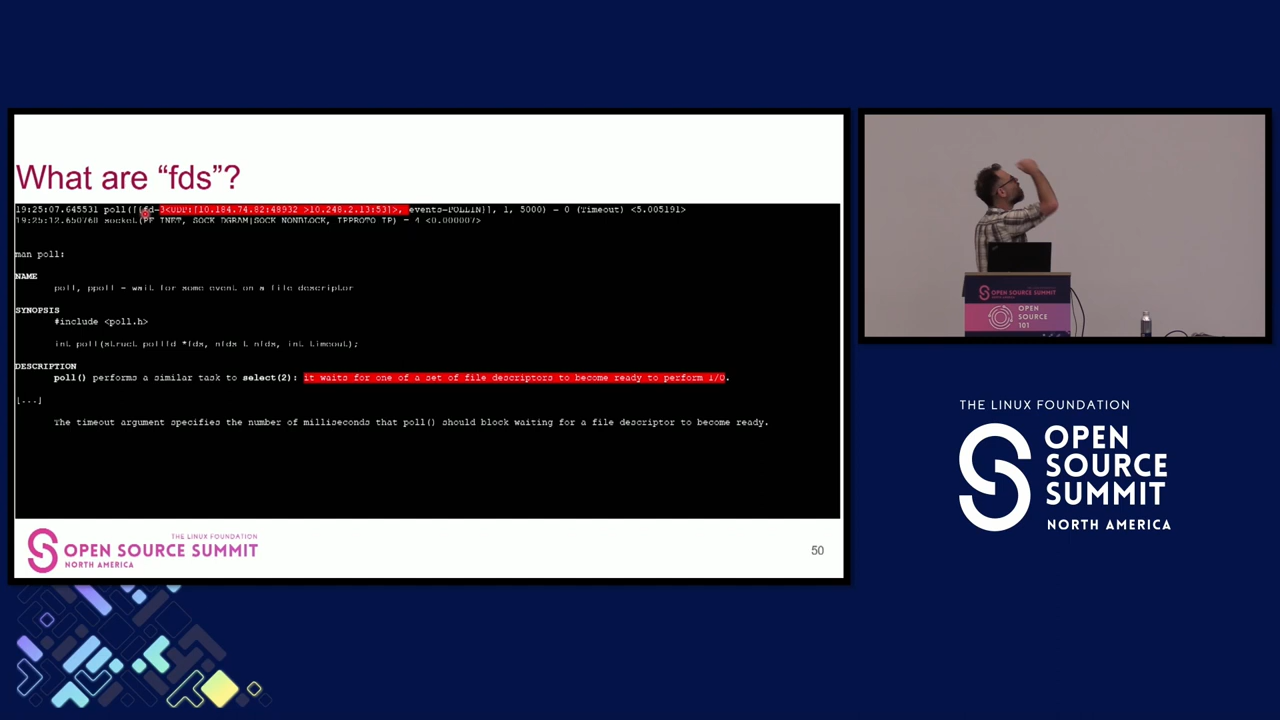 What are “fds”?
19:25:07.645531 poll([{fd=3<UDP:[10.184.74.82:48932->10.248.2.13:53]>, events=POLLIN}], 1, 5000) = 0 (Timeout) <5.005191>
19:25:12.650760 socket(PF_INET, SOCK_DGRAM|SOCK_NONBLOCK, IPPROTO_IP) = 4 <0.000007>
man poll:
NAME
poll, ppoll - wait for some event on a file descriptor
SYNOPSIS
#include <poll.h>
int poll(struct pollfd *fds, nfds_t nfds, int timeout);
DESCRIPTION
poll() performs a similar task to select(2): it waits for one of a set of file descriptors to become ready to perform I/O.
[...]
The timeout argument specifies the number of milliseconds that poll() should block waiting for a file descriptor to become ready.
THE LINUX FOUNDATION
OPEN SOURCE SUMMIT
NORTH AMERICA
50
OPEN SOURCE SUMMIT
OPEN
SOURCE
101
THE LINUX FOUNDATION
OPEN
SOURCE
SUMMIT
NORTH AMERICA